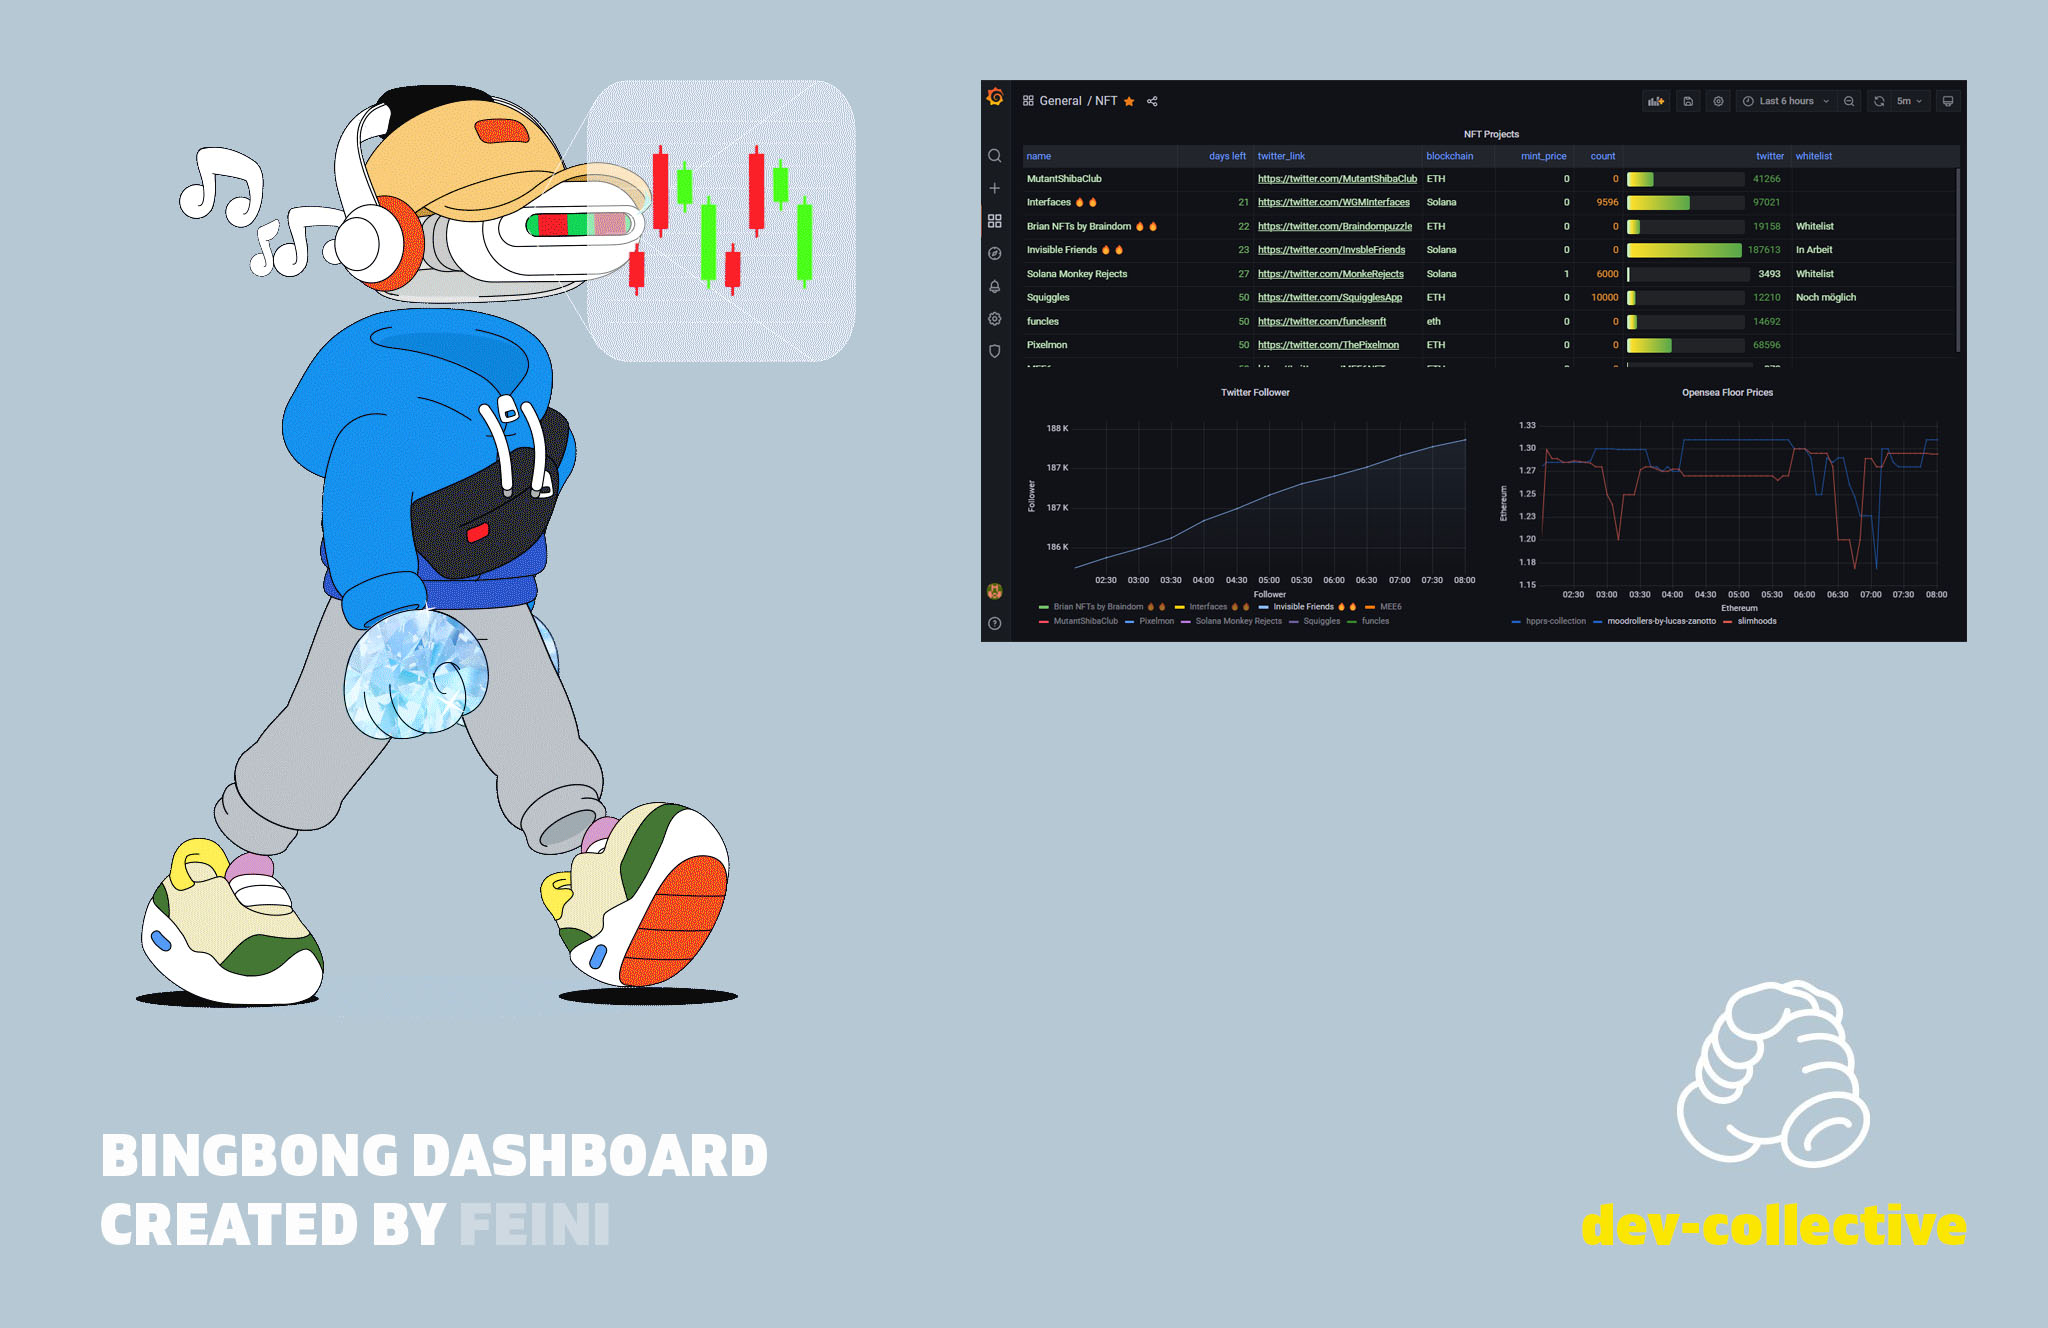 General / NFT ★ Last 6 hours 5m
NFT Projects
name days left twitter_link blockchain mint_price count twitter whitelist
MutantShibaClub https://twitter.com/MutantShibaClub ETH 0 0 41266
Interfaces 🔥🔥 21 https://twitter.com/WGMInterfaces Solana 0 9596 97021
Brian NFTs by Braindom 🔥🔥 22 https://twitter.com/Braindompuzzle ETH 0 0 19158 Whitelist
Invisible Friends 🔥🔥 23 https://twitter.com/InvsbleFriends Solana 0 0 187613 In Arbeit
Solana Monkey Rejects 27 https://twitter.com/MonkeRejects Solana 1 6000 3493 Whitelist
Squiggles 50 https://twitter.com/SquigglesApp ETH 0 10000 12210 Noch möglich
funcles 50 https://twitter.com/funclesnft eth 0 0 14692
Pixelmon 50 https://twitter.com/ThePixelmon ETH 0 0 68596
Twitter Follower
188 K
187 K
187 K
186 K
Follower
02:30 03:00 03:30 04:00 04:30 05:00 05:30 06:00 06:30 07:00 07:30 08:00
Follower
Brian NFTs by Braindom 🔥🔥 Interfaces 🔥🔥 Invisible Friends 🔥🔥 MEE6
MutantShibaClub Pixelmon Solana Monkey Rejects Squiggles funcles
Opensea Floor Prices
1.33
1.30
1.27
1.25
1.23
1.20
1.18
1.15
Ethereum
02:30 03:00 03:30 04:00 04:30 05:00 05:30 06:00 06:30 07:00 07:30 08:00
Ethereum
hpprs-collection moodrollers-by-lucas-zanotto slimhoods
BINGBONG DASHBOARD
CREATED BY FEINI
dev-collective